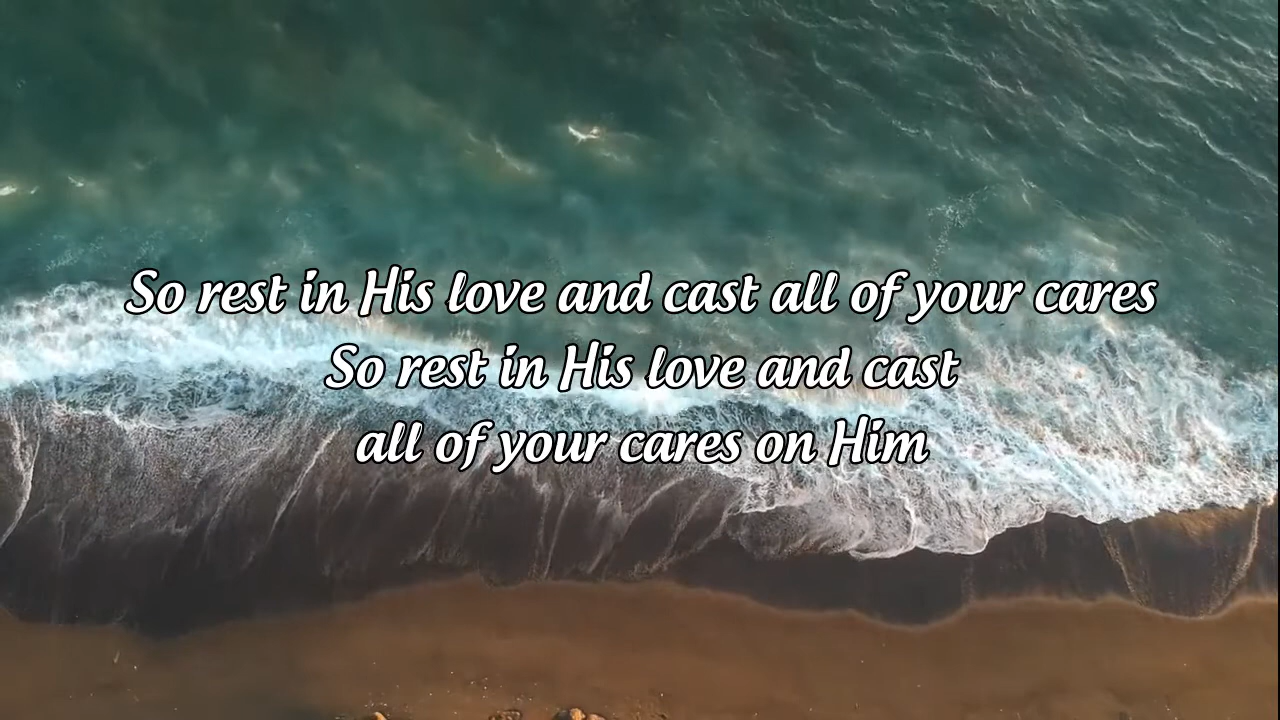 So rest in His love and cast all of your cares
So rest in His love and cast
all of your cares on Him